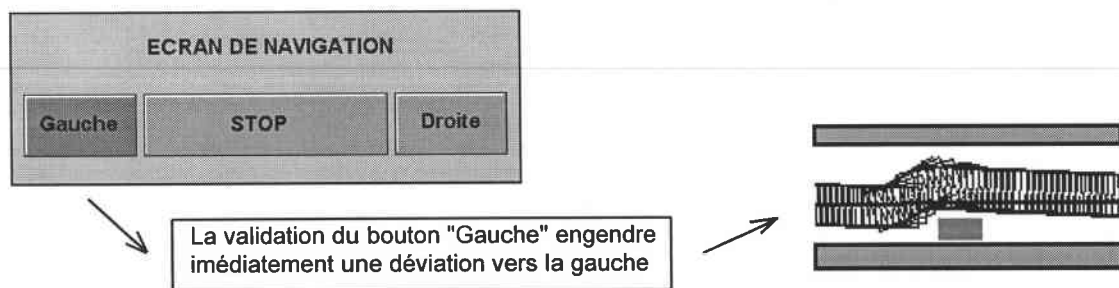 ECRAN DE NAVIGATION
Gauche STOP Droite
La validation du bouton "Gauche" engendre
imédiatement une déviation vers la gauche